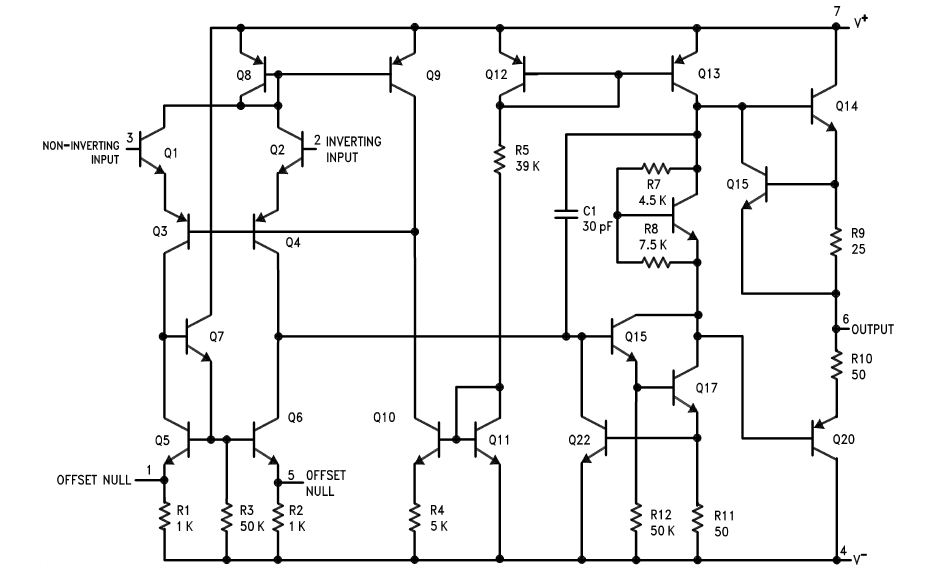 7
V+
Q8
Q9
Q12
Q13
Q14
3
NON-INVERTING
INPUT
Q1
Q2
2
INVERTING
INPUT
R5
39 K
R7
4.5 K
Q15
C1
30 pF
R8
7.5 K
R9
25
Q3
Q4
6
OUTPUT
Q7
Q15
R10
50
Q17
Q5
Q6
Q10
Q11
Q22
Q20
OFFSET NULL
1
5
OFFSET
NULL
R1
1 K
R3
50 K
R2
1 K
R4
5 K
R12
50 K
R11
50
4
V-